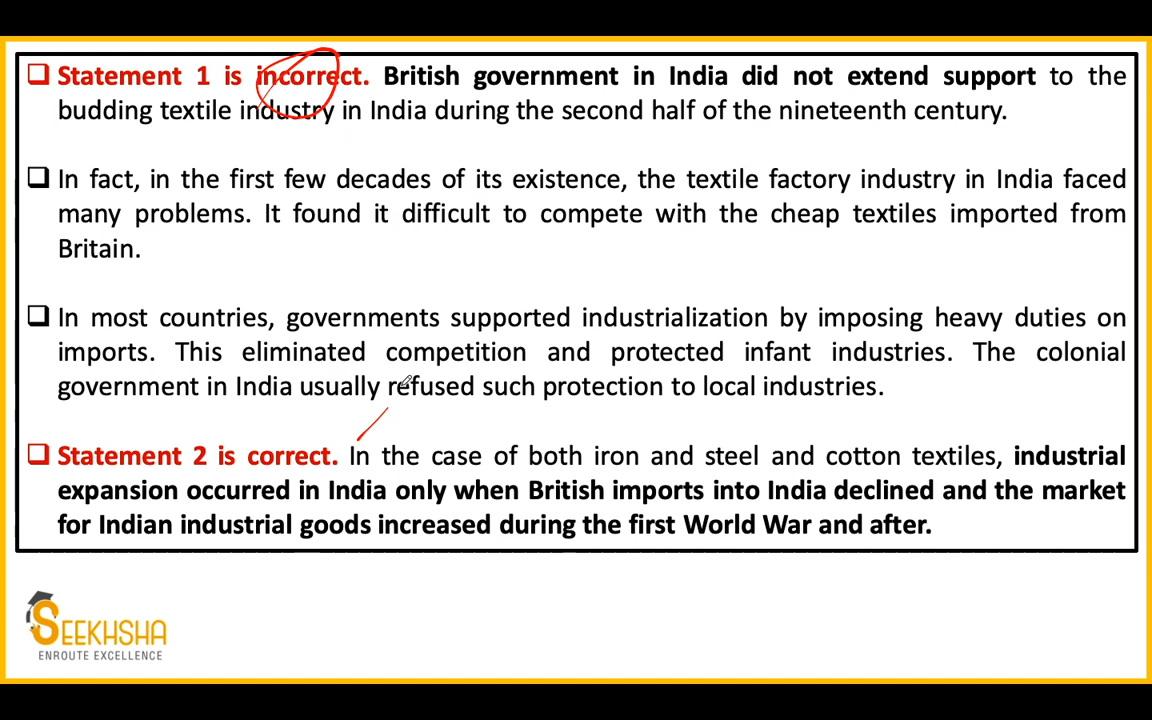 ❑ Statement 1 is incorrect. British government in India did not extend support to the
budding textile industry in India during the second half of the nineteenth century.
❑ In fact, in the first few decades of its existence, the textile factory industry in India faced
many problems. It found it difficult to compete with the cheap textiles imported from
Britain.
❑ In most countries, governments supported industrialization by imposing heavy duties on
imports. This eliminated competition and protected infant industries. The colonial
government in India usually refused such protection to local industries.
❑ Statement 2 is correct. In the case of both iron and steel and cotton textiles, industrial
expansion occurred in India only when British imports into India declined and the market
for Indian industrial goods increased during the first World War and after.
SEEKHSHA
ENROUTE EXCELLENCE